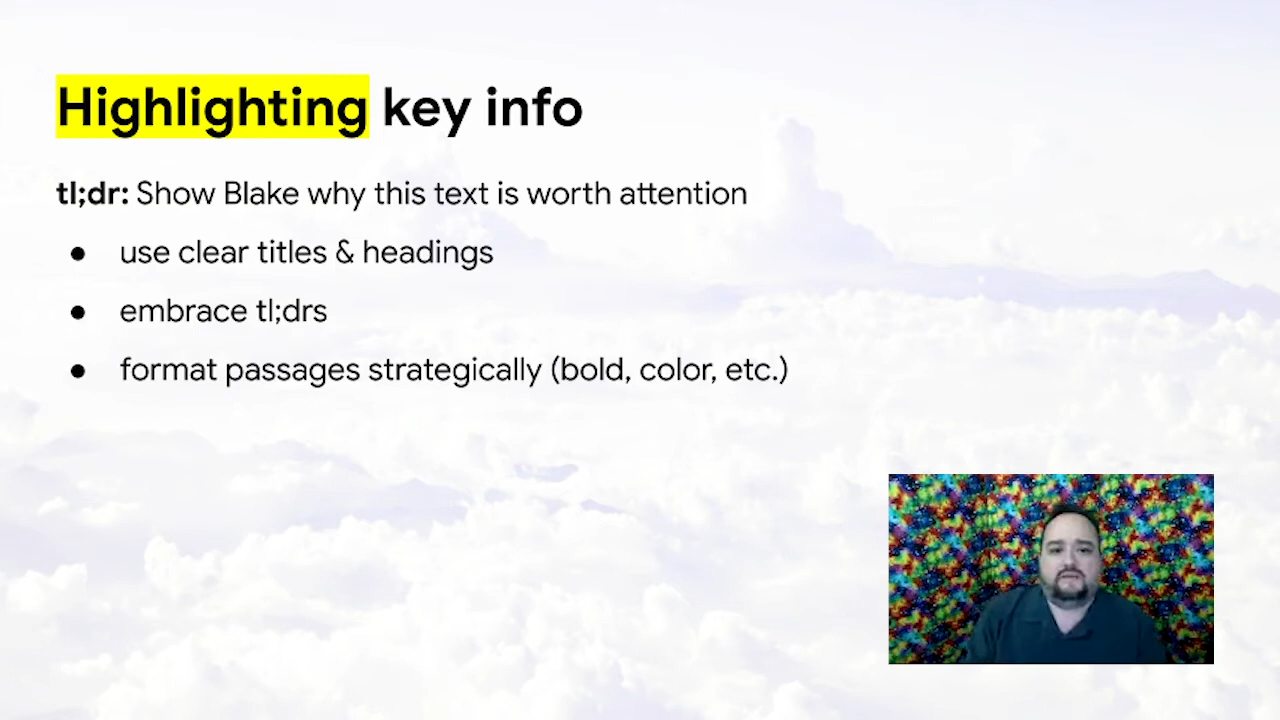 Highlighting key info
tl;dr: Show Blake why this text is worth attention
● use clear titles & headings
● embrace tl;drs
● format passages strategically (bold, color, etc.)